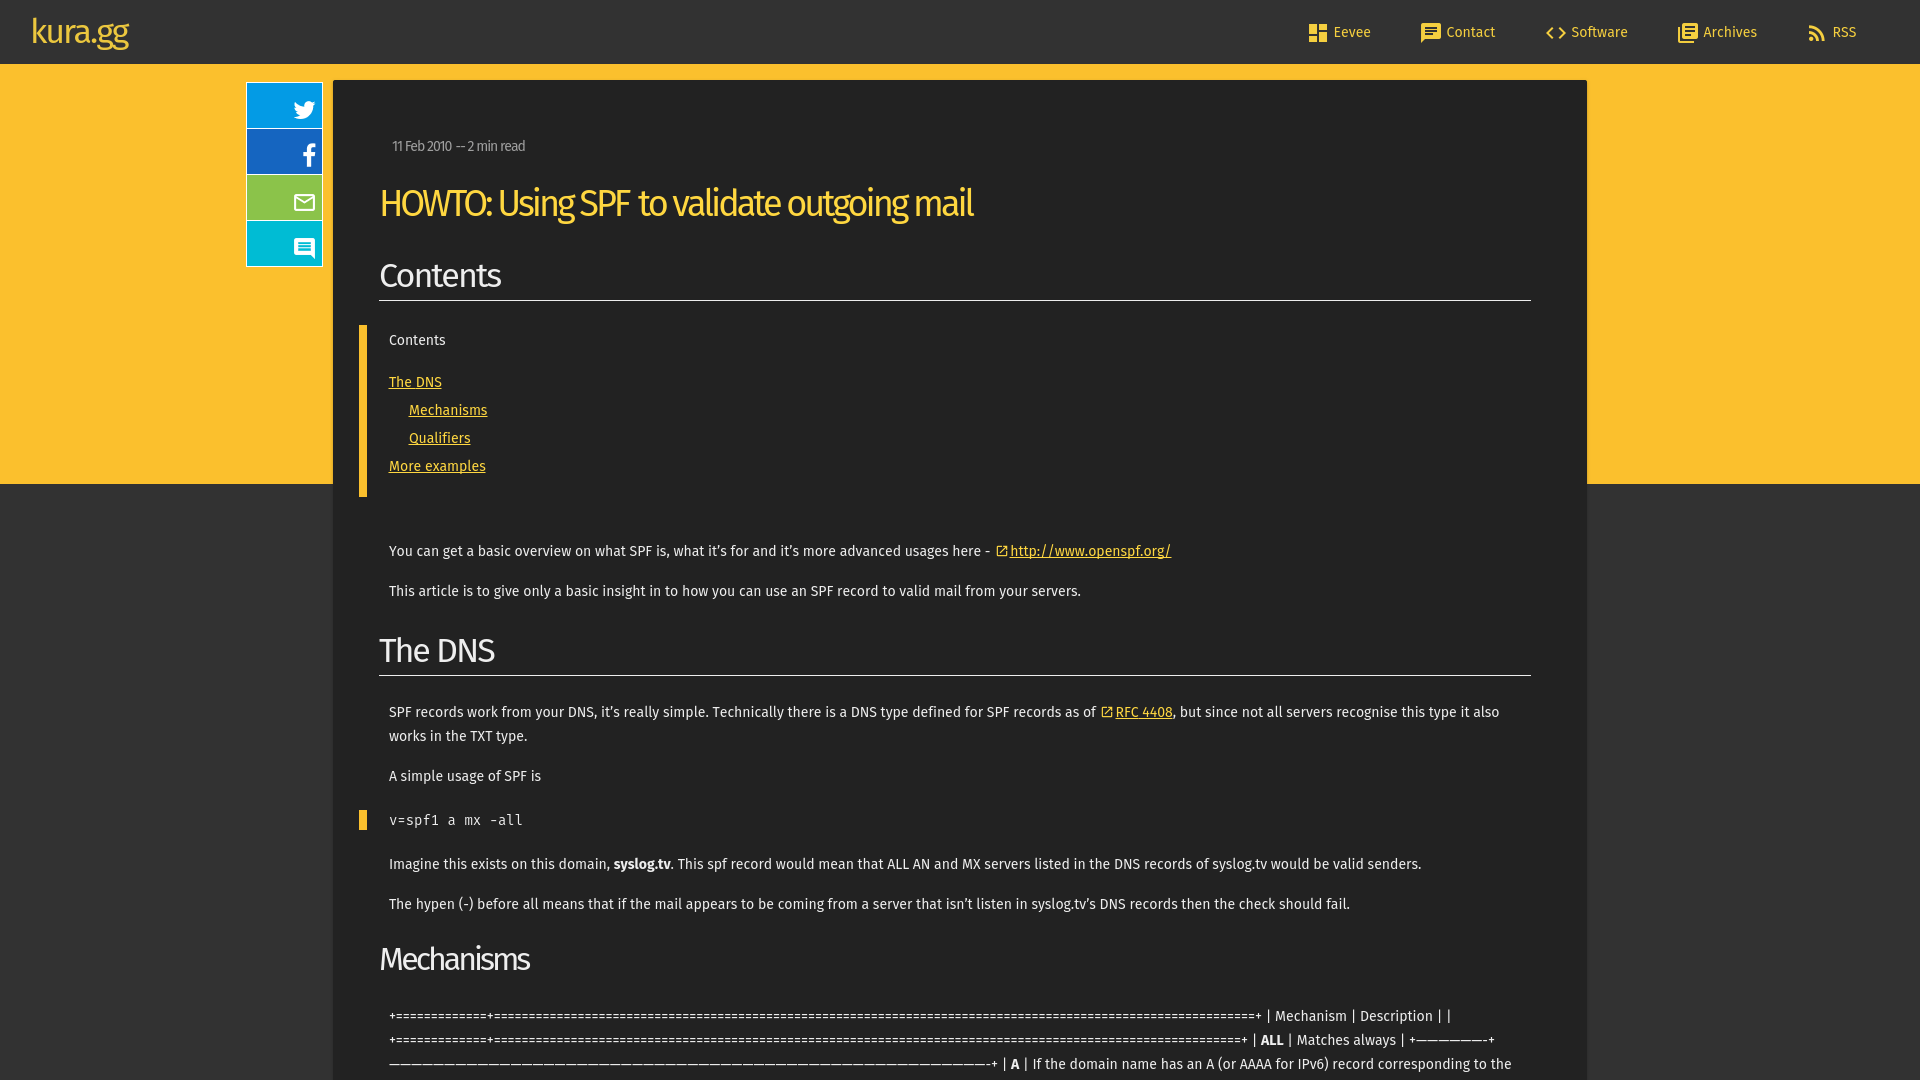 kura.gg
Eevee
Contact
Software
Archives
RSS
11 Feb 2010 -- 2 min read
HOWTO: Using SPF to validate outgoing mail
Contents
Contents
The DNS
Mechanisms
Qualifiers
More examples
You can get a basic overview on what SPF is, what it’s for and it’s more advanced usages here - http://www.openspf.org/
This article is to give only a basic insight in to how you can use an SPF record to valid mail from your servers.
The DNS
SPF records work from your DNS, it’s really simple. Technically there is a DNS type defined for SPF records as of RFC 4408, but since not all servers recognise this type it also
works in the TXT type.
A simple usage of SPF is
v=spf1 a mx -all
Imagine this exists on this domain, syslog.tv. This spf record would mean that ALL AN and MX servers listed in the DNS records of syslog.tv would be valid senders.
The hypen (-) before all means that if the mail appears to be coming from a server that isn’t listen in syslog.tv’s DNS records then the check should fail.
Mechanisms
+=============+==============================================================================================================+ | Mechanism | Description | |
+=============+============================================================================================================+ | ALL | Matches always | +——————-+
——————————————————————————————————————————————————————-+ | A | If the domain name has an A (or AAAA for IPv6) record corresponding to the